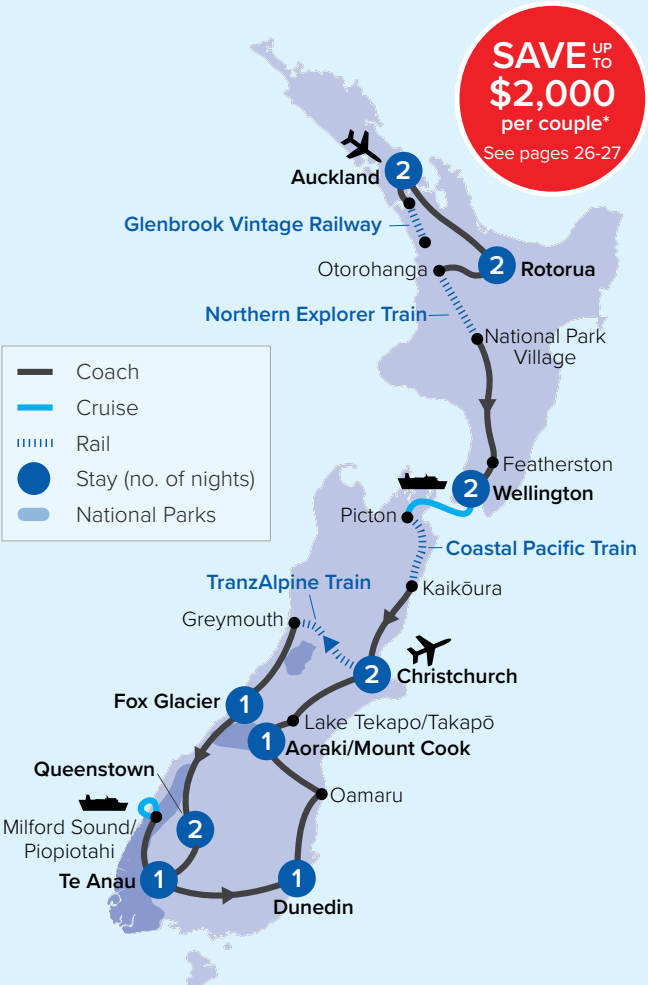 SAVE UP TO
$2,000
per couple*
See pages 26-27
2
Auckland
Glenbrook Vintage Railway
Otorohanga
2
Rotorua
Northern Explorer Train
National Park
Village
Coach
Cruise
Rail
Stay (no. of nights)
National Parks
Featherston
2
Wellington
Picton
Coastal Pacific Train
TranzAlpine Train
Kaikōura
Greymouth
2
Christchurch
Fox Glacier
1
Lake Tekapo/Takapō
1
Aoraki/Mount Cook
Queenstown
Oamaru
2
Milford Sound/
Piopiotahi
Te Anau
1
1
Dunedin